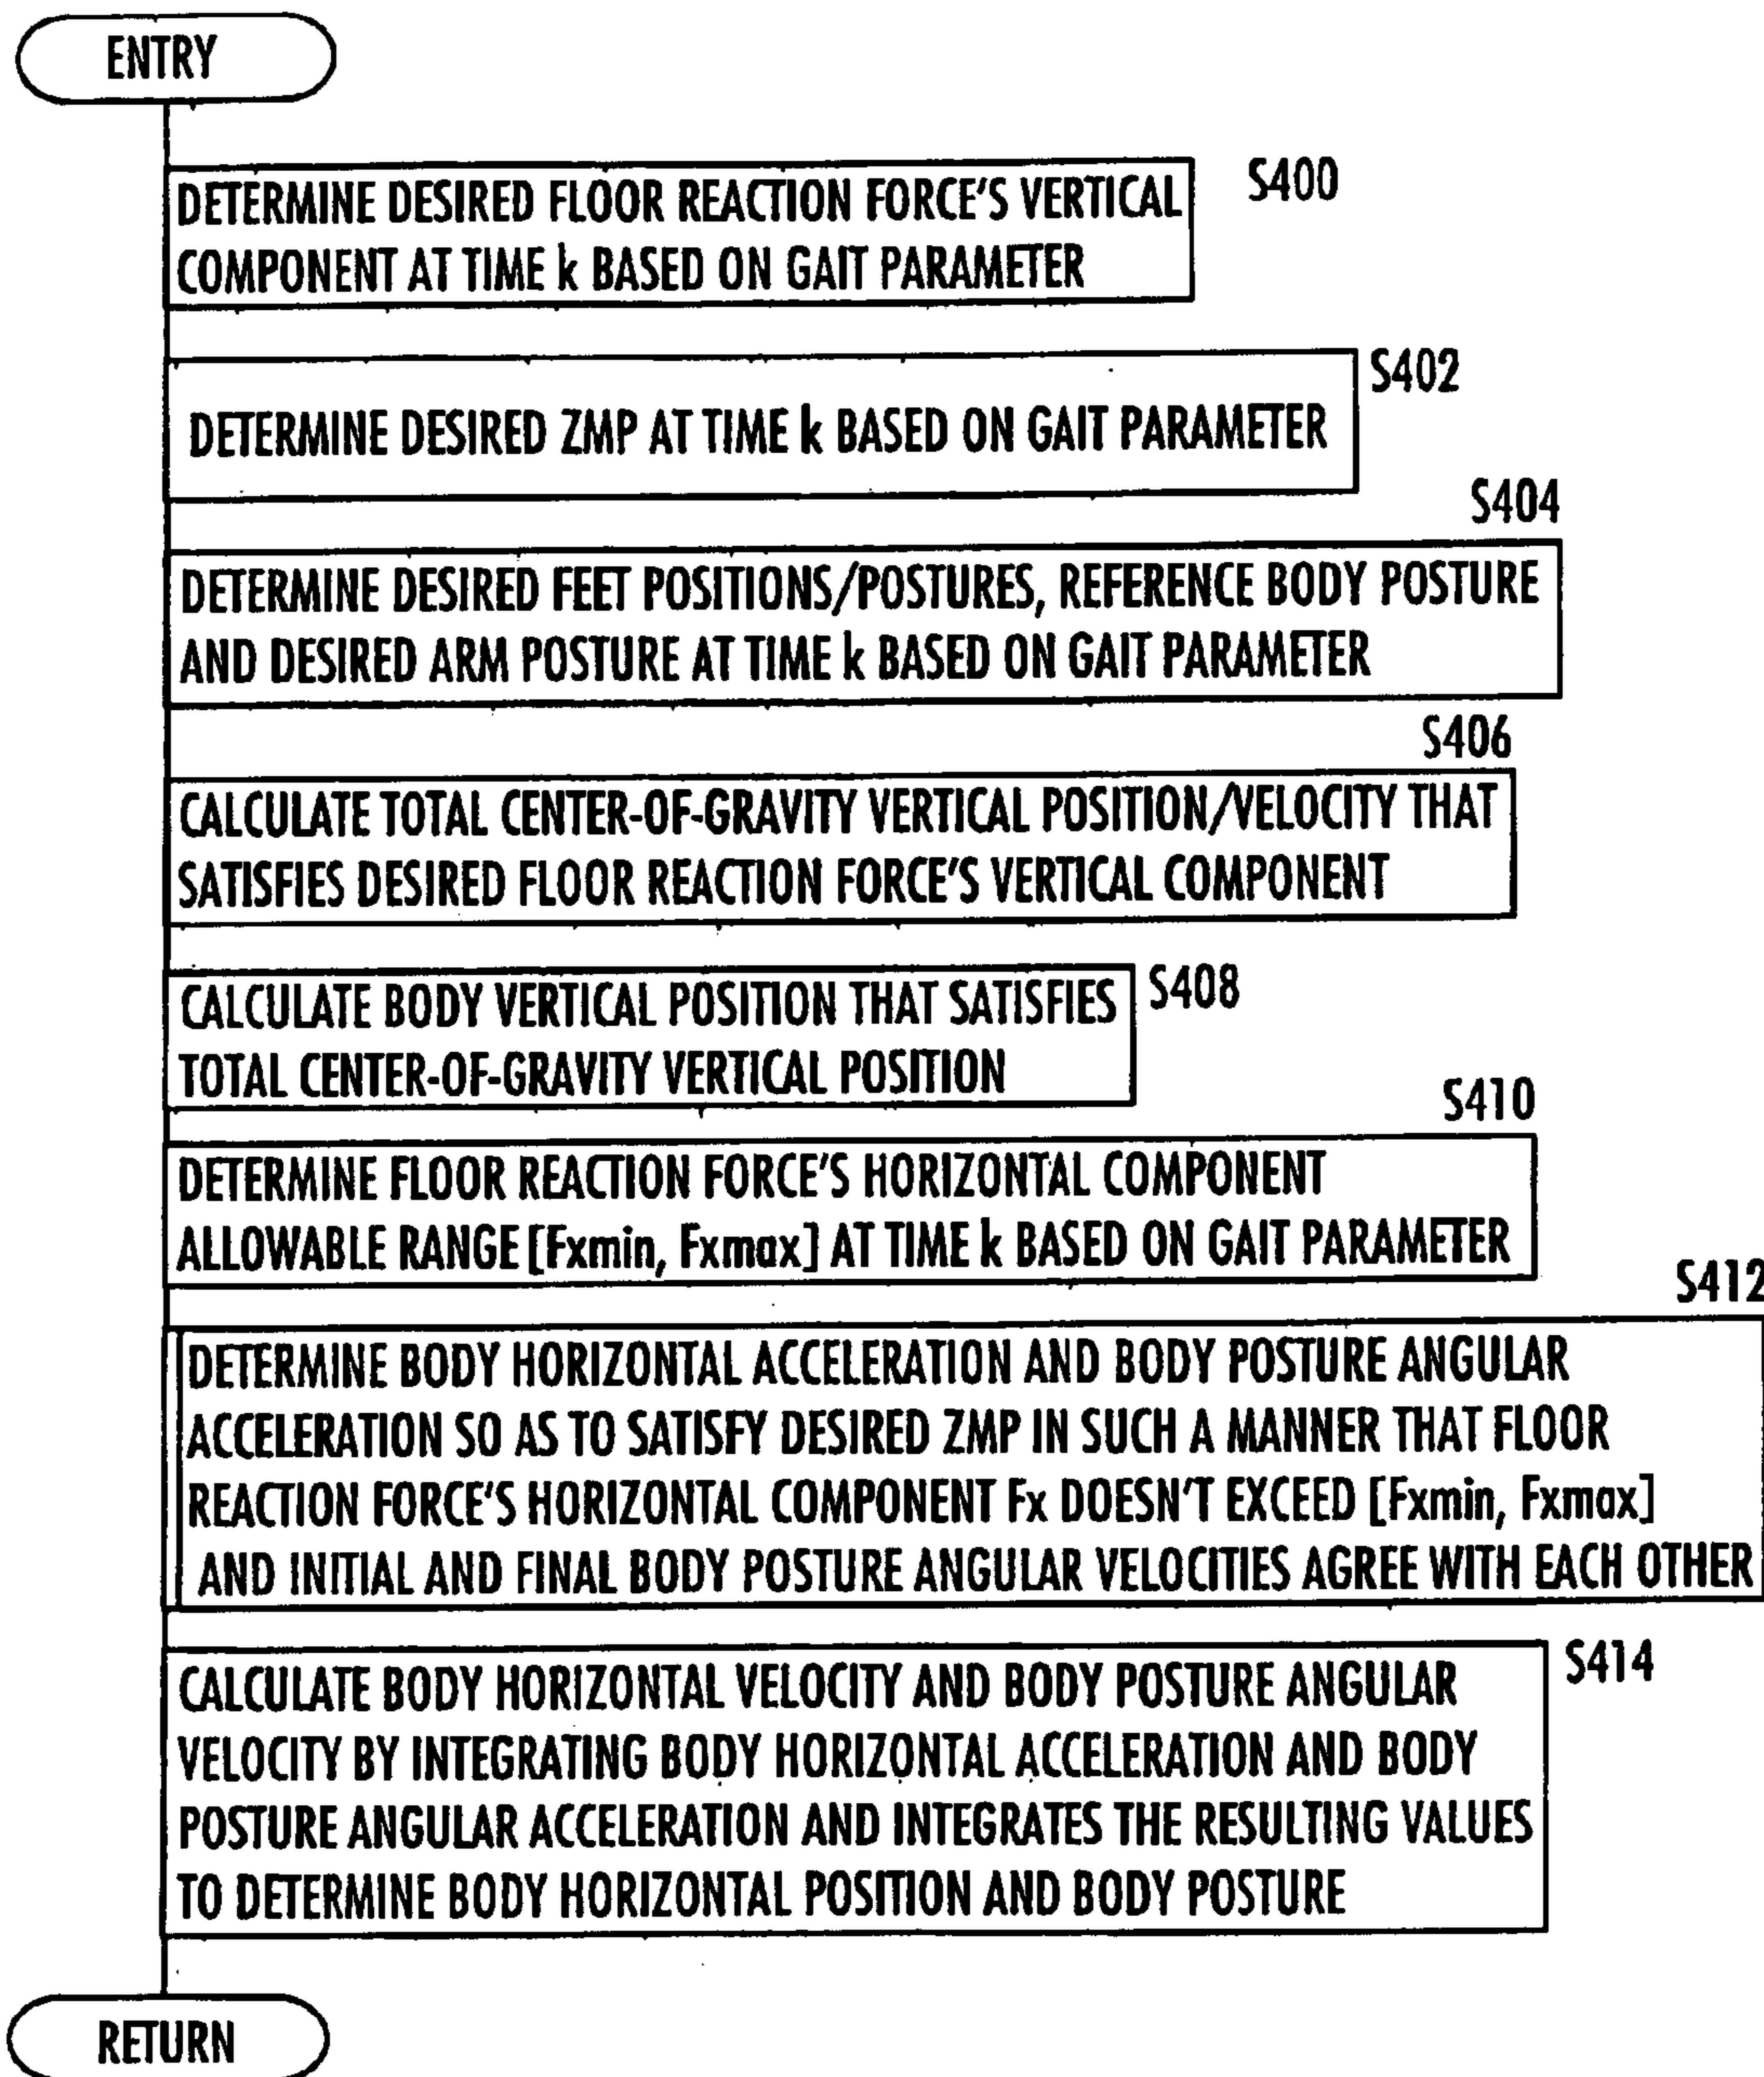 ENTRY
S400
DETERMINE DESIRED FLOOR REACTION FORCE'S VERTICAL
COMPONENT AT TIME k BASED ON GAIT PARAMETER
S402
DETERMINE DESIRED ZMP AT TIME k BASED ON GAIT PARAMETER
S404
DETERMINE DESIRED FEET POSITIONS/POSTURES, REFERENCE BODY POSTURE
AND DESIRED ARM POSTURE AT TIME k BASED ON GAIT PARAMETER
S406
CALCULATE TOTAL CENTER-OF-GRAVITY VERTICAL POSITION/VELOCITY THAT
SATISFIES DESIRED FLOOR REACTION FORCE'S VERTICAL COMPONENT
S408
CALCULATE BODY VERTICAL POSITION THAT SATISFIES
TOTAL CENTER-OF-GRAVITY VERTICAL POSITION
S410
DETERMINE FLOOR REACTION FORCE'S HORIZONTAL COMPONENT
ALLOWABLE RANGE [Fxmin, Fxmax] AT TIME k BASED ON GAIT PARAMETER
S412
DETERMINE BODY HORIZONTAL ACCELERATION AND BODY POSTURE ANGULAR
ACCELERATION SO AS TO SATISFY DESIRED ZMP IN SUCH A MANNER THAT FLOOR
REACTION FORCE'S HORIZONTAL COMPONENT Fx DOESN'T EXCEED [Fxmin, Fxmax]
AND INITIAL AND FINAL BODY POSTURE ANGULAR VELOCITIES AGREE WITH EACH OTHER
S414
CALCULATE BODY HORIZONTAL VELOCITY AND BODY POSTURE ANGULAR
VELOCITY BY INTEGRATING BODY HORIZONTAL ACCELERATION AND BODY
POSTURE ANGULAR ACCELERATION AND INTEGRATES THE RESULTING VALUES
TO DETERMINE BODY HORIZONTAL POSITION AND BODY POSTURE
RETURN